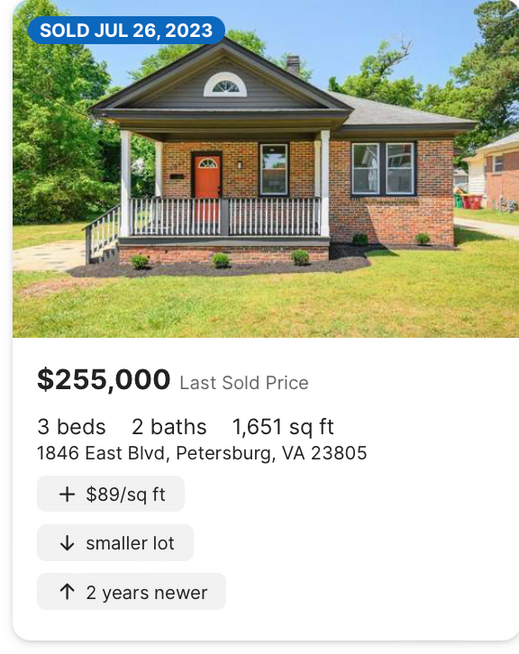 SOLD JUL 26, 2023
$255,000 Last Sold Price
3 beds 2 baths 1,651 sq ft
1846 East Blvd, Petersburg, VA 23805
+ $89/sq ft
↓ smaller lot
↑ 2 years newer